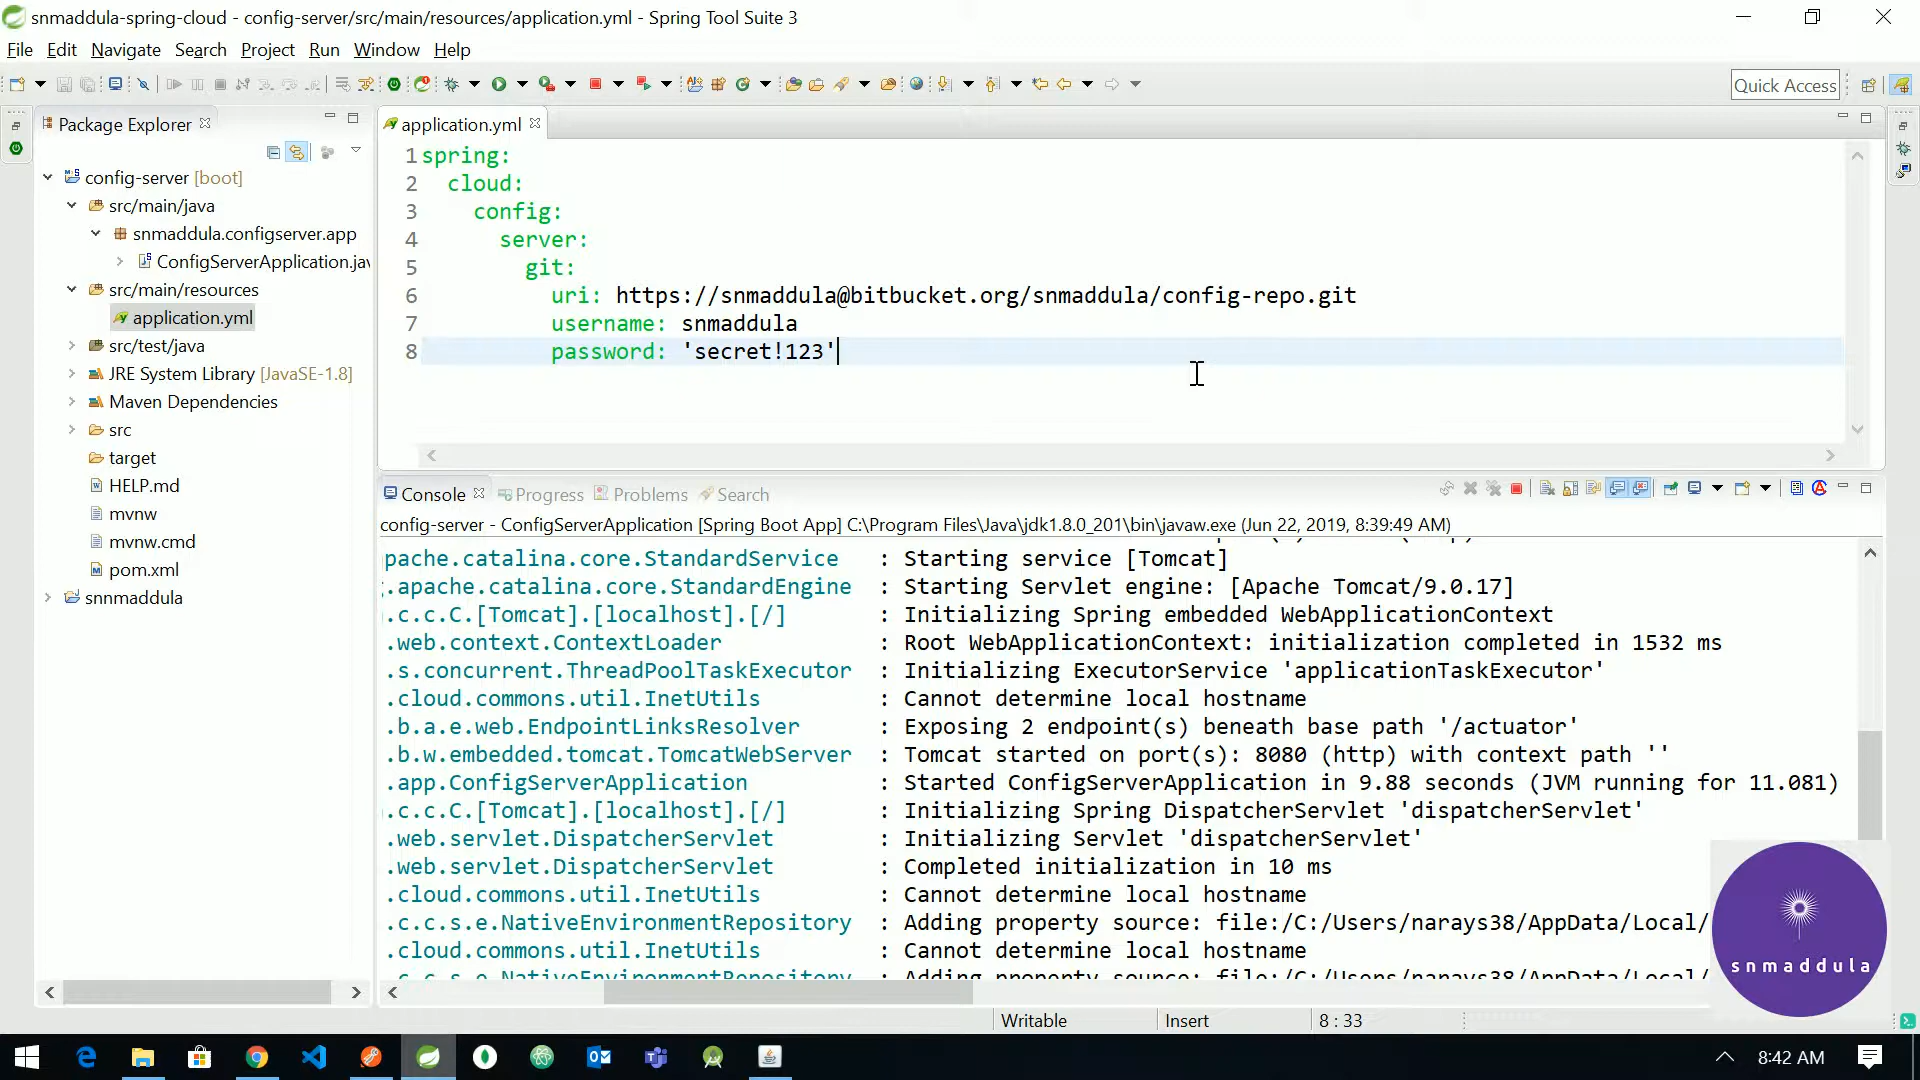 snmaddula-spring-cloud - config-server/src/main/resources/application.yml - Spring Tool Suite 3
File Edit Navigate Search Project Run Window Help
Quick Access
Package Explorer
config-server [boot]
src/main/java
snmaddula.configserver.app
ConfigServerApplication.jav
src/main/resources
application.yml
src/test/java
JRE System Library [JavaSE-1.8]
Maven Dependencies
src
target
HELP.md
mvnw
mvnw.cmd
pom.xml
snnmaddula
application.yml
1 spring:
2 cloud:
3 config:
4 server:
5 git:
6 uri: https://snmaddula@bitbucket.org/snmaddula/config-repo.git
7 username: snmaddula
8 password: 'secret!123'
Console Progress Problems Search
config-server - ConfigServerApplication [Spring Boot App] C:\Program Files\Java\jdk1.8.0_201\bin\javaw.exe (Jun 22, 2019, 8:39:49 AM)
pache.catalina.core.StandardService : Starting service [Tomcat]
.apache.catalina.core.StandardEngine : Starting Servlet engine: [Apache Tomcat/9.0.17]
.c.c.C.[Tomcat].[localhost].[/] : Initializing Spring embedded WebApplicationContext
.web.context.ContextLoader : Root WebApplicationContext: initialization completed in 1532 ms
.s.concurrent.ThreadPoolTaskExecutor : Initializing ExecutorService 'applicationTaskExecutor'
.cloud.commons.util.InetUtils : Cannot determine local hostname
.b.a.e.web.EndpointLinksResolver : Exposing 2 endpoint(s) beneath base path '/actuator'
.b.w.embedded.tomcat.TomcatWebServer : Tomcat started on port(s): 8080 (http) with context path ''
.app.ConfigServerApplication : Started ConfigServerApplication in 9.88 seconds (JVM running for 11.081)
.c.c.C.[Tomcat].[localhost].[/] : Initializing Spring DispatcherServlet 'dispatcherServlet'
.web.servlet.DispatcherServlet : Initializing Servlet 'dispatcherServlet'
.web.servlet.DispatcherServlet : Completed initialization in 10 ms
.cloud.commons.util.InetUtils : Cannot determine local hostname
.c.c.s.e.NativeEnvironmentRepository : Adding property source: file:/C:/Users/narays38/AppData/Local/
.cloud.commons.util.InetUtils : Cannot determine local hostname
.c.c.s.e.NativeEnvironmentRepository : Adding property source: file:/C:/Users/narays38/AppData/Local/
snmaddula
Writable Insert 8 : 33
8:42 AM